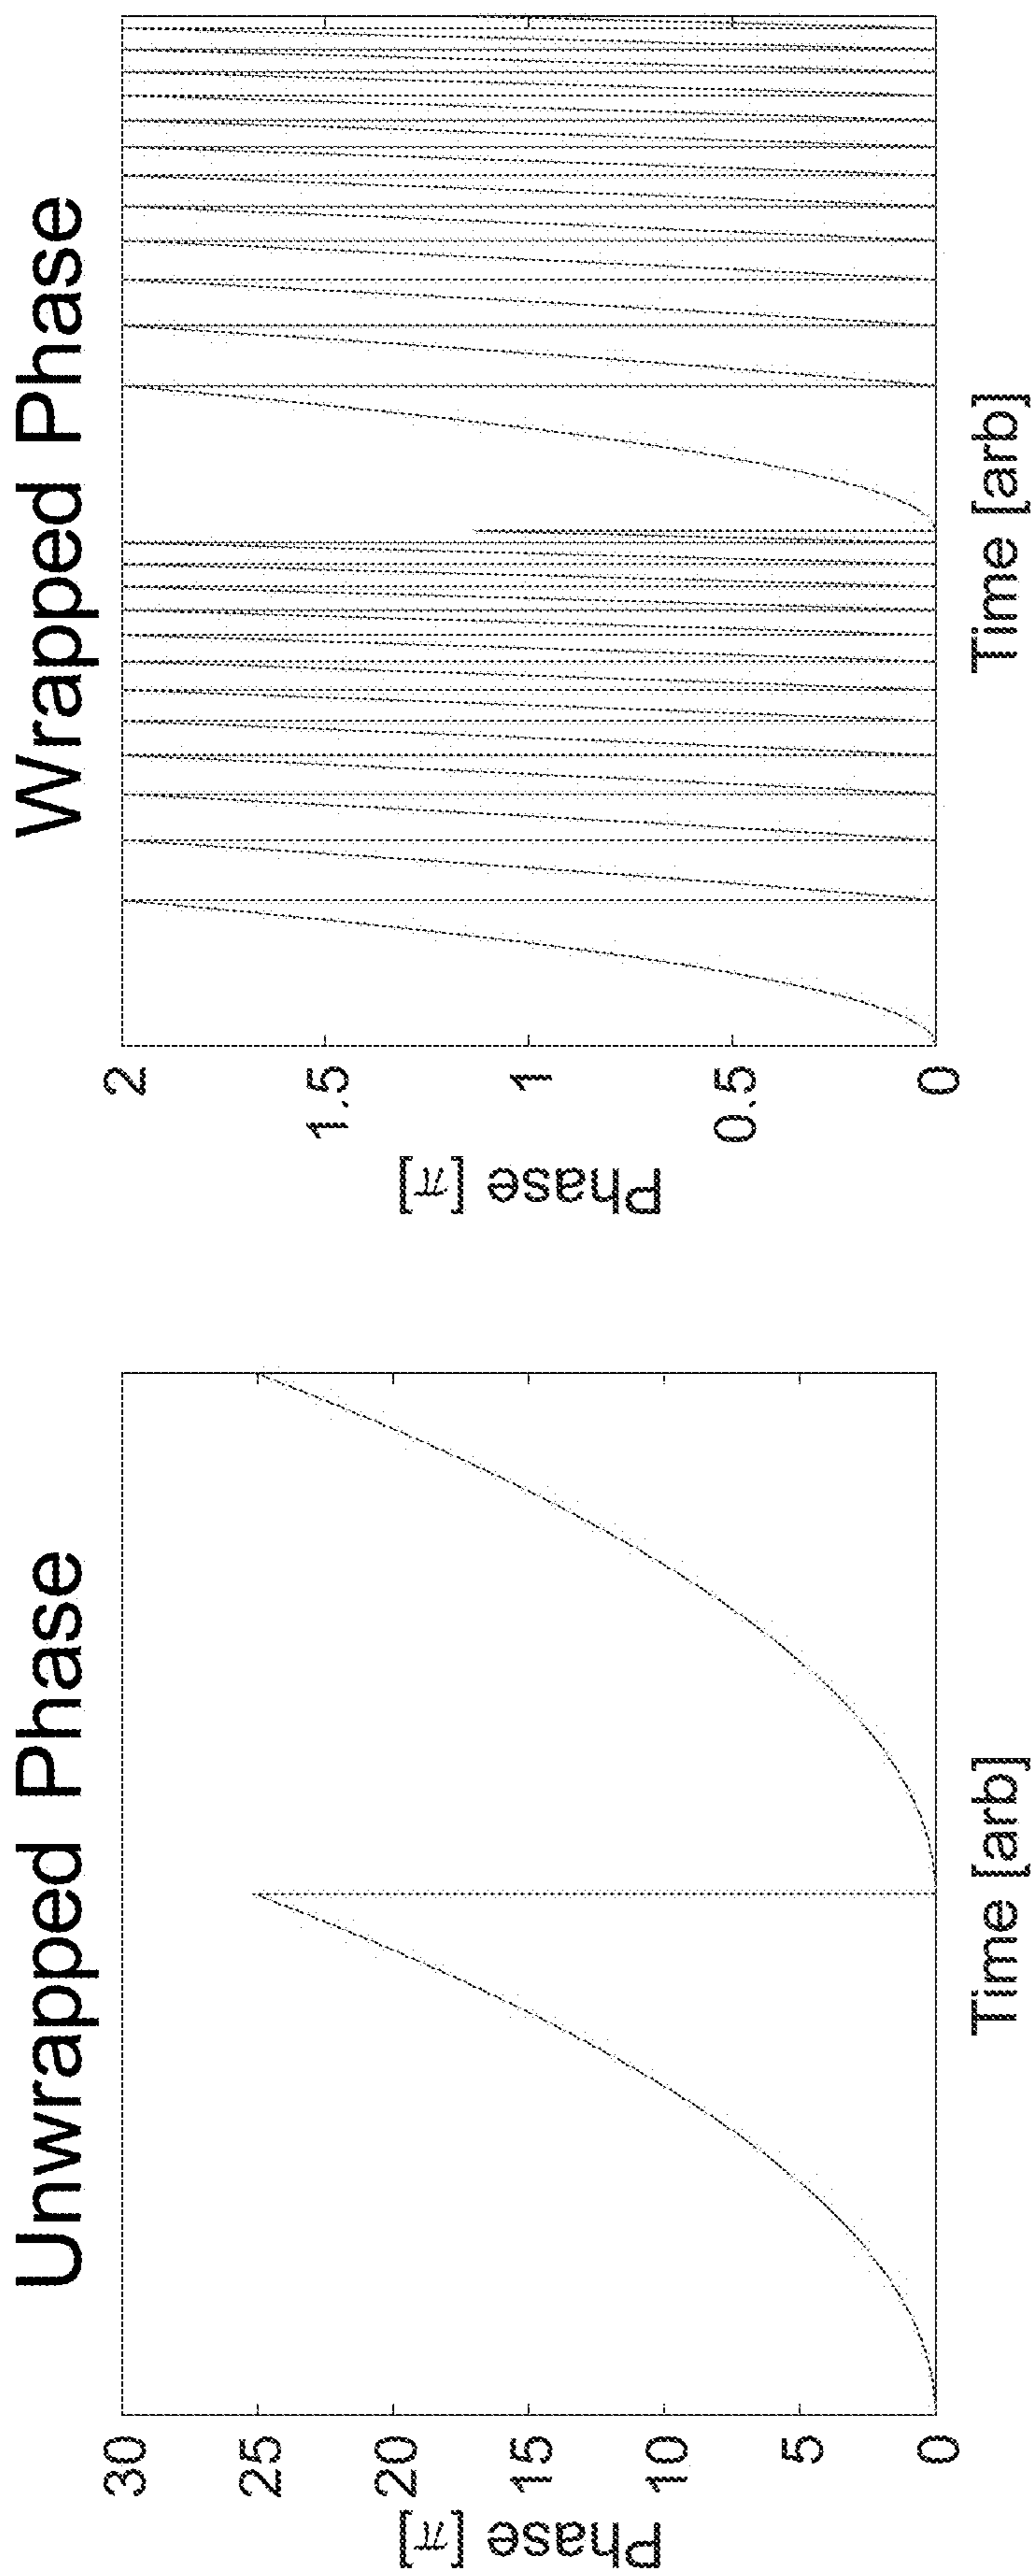 Unwrapped Phase
Phase [π]
30
25
20
15
10
5
0
Time [arb]
Wrapped Phase
Phase [π]
2
1.5
1
0.5
0
Time [arb]